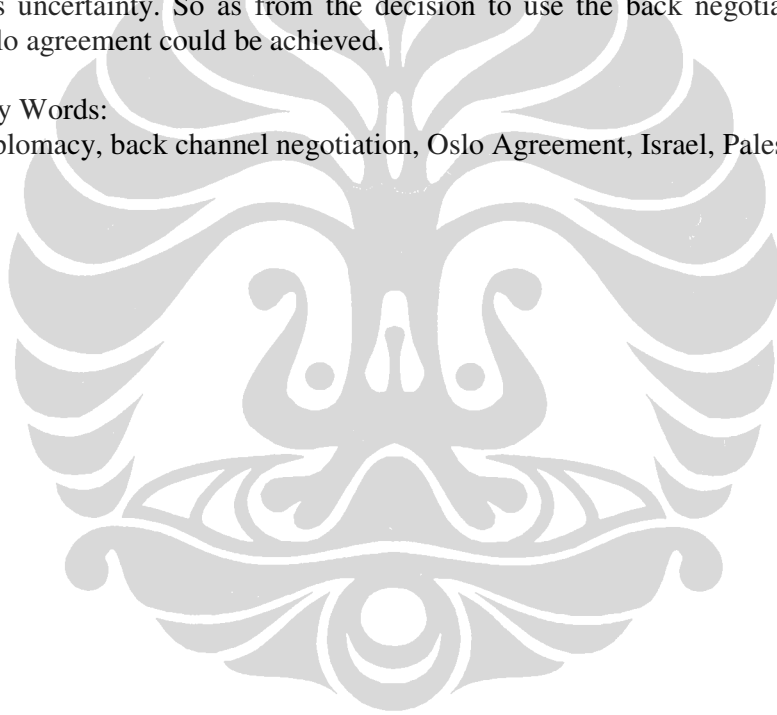 s uncertainty. So as from the decision to use the back negotia
lo agreement could be achieved.
y Words:
plomacy, back channel negotiation, Oslo Agreement, Israel, Pales